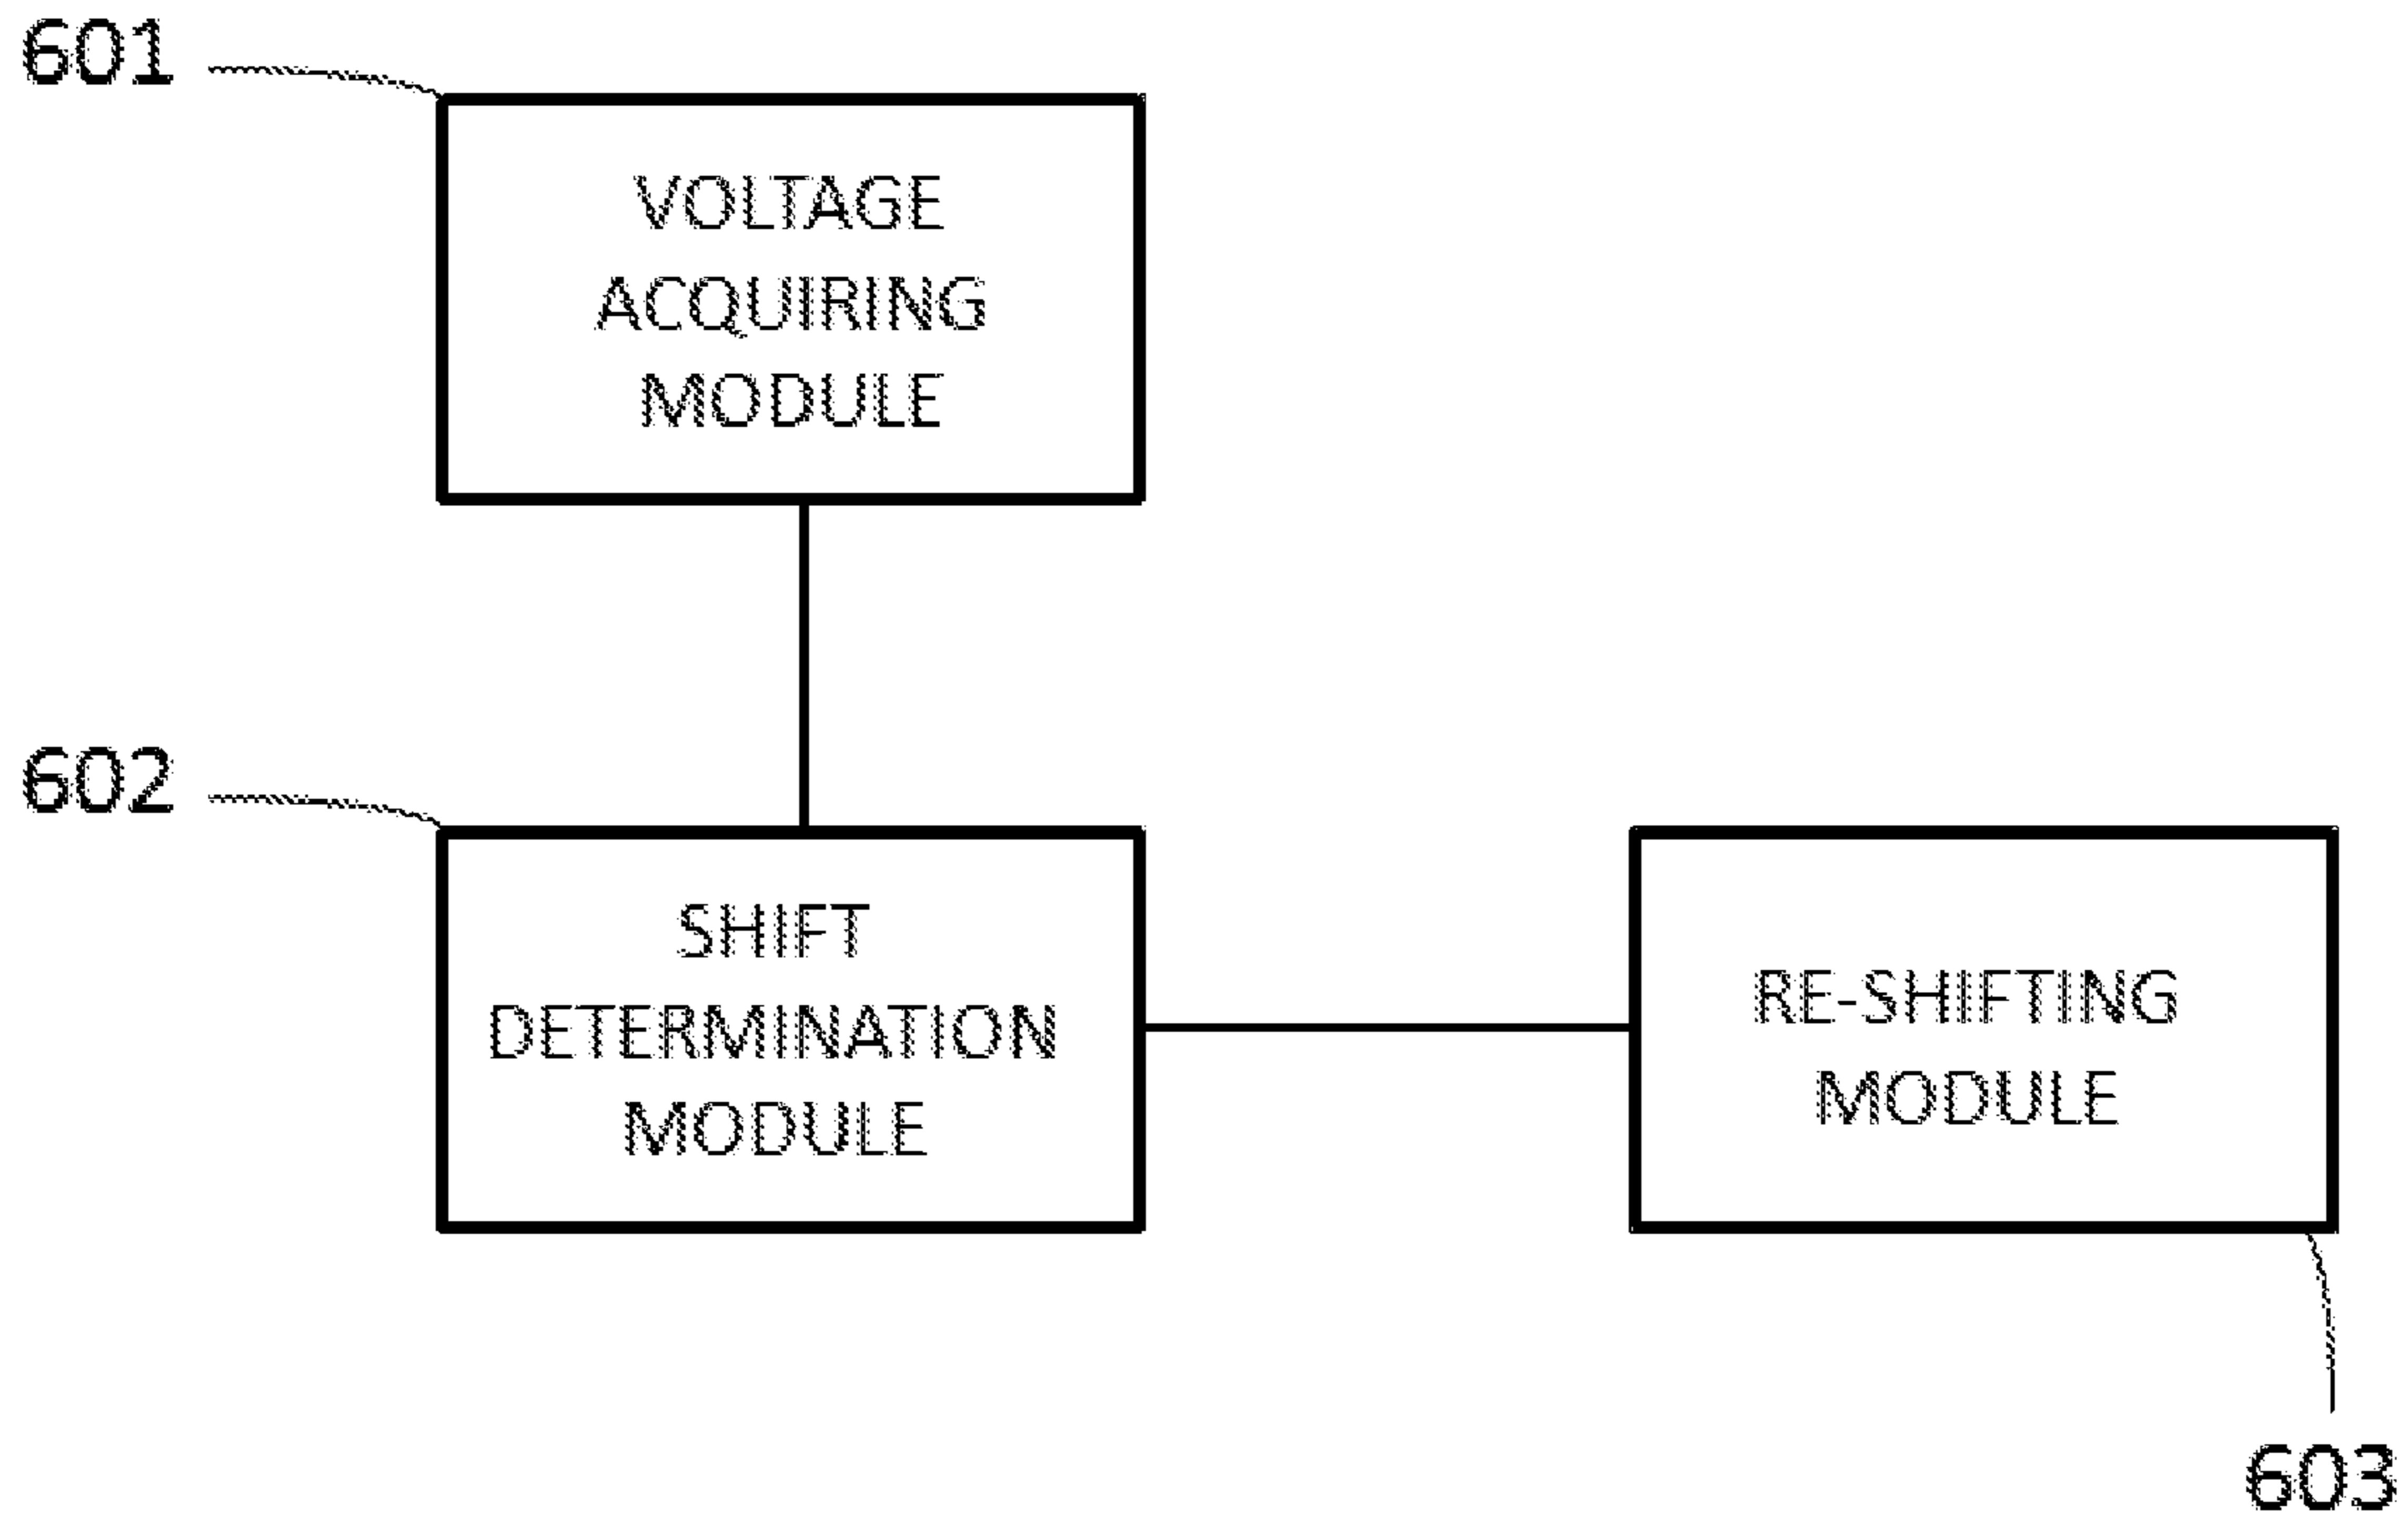 601
VOLTAGE
ACQUIRING
MODULE
602
SHIFT
DETERMINATION
MODULE
RE-SHIFTING
MODULE
603